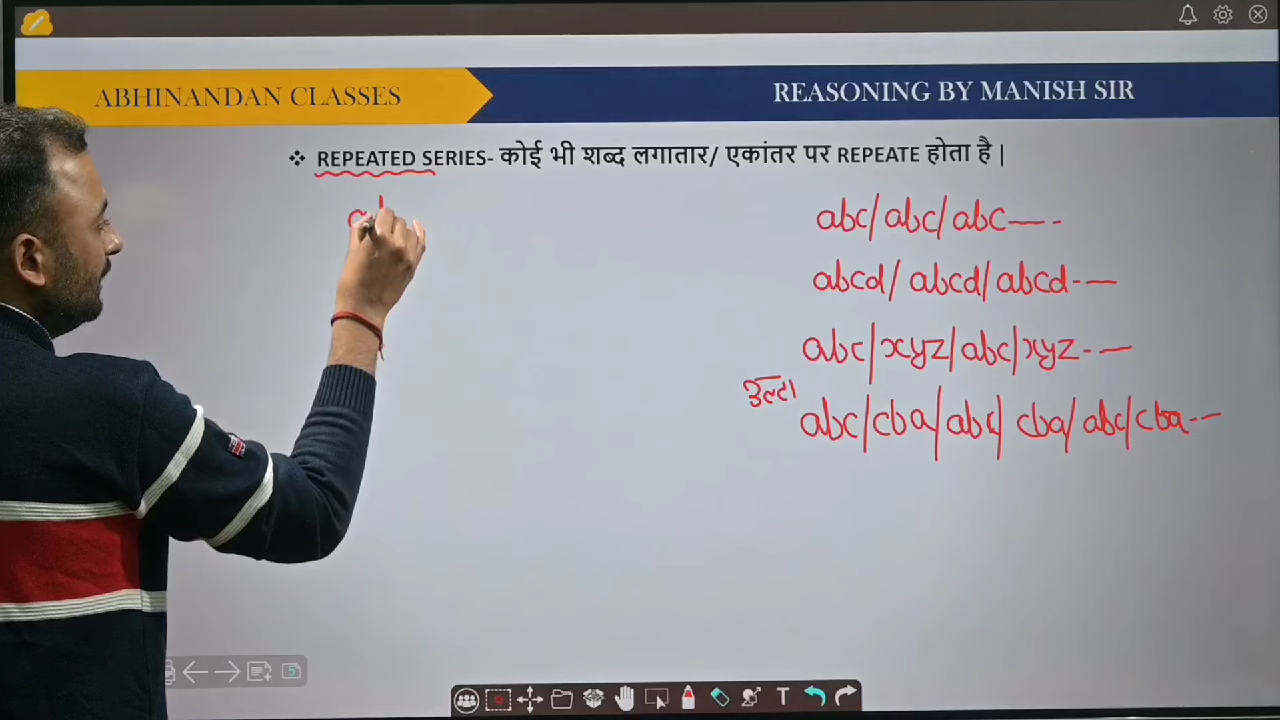 ABHINANDAN CLASSES
REASONING BY MANISH SIR
❖ REPEATED SERIES- कोई भी शब्द लगातार/ एकांतर पर REPEATE होता है |
abc/abc/abc—--
abcd/abcd/abcd-—
abc|xyz|abc|xyz-—
उल्टा
abc/cba/abc/cba/abc/cba--—
a
5
T